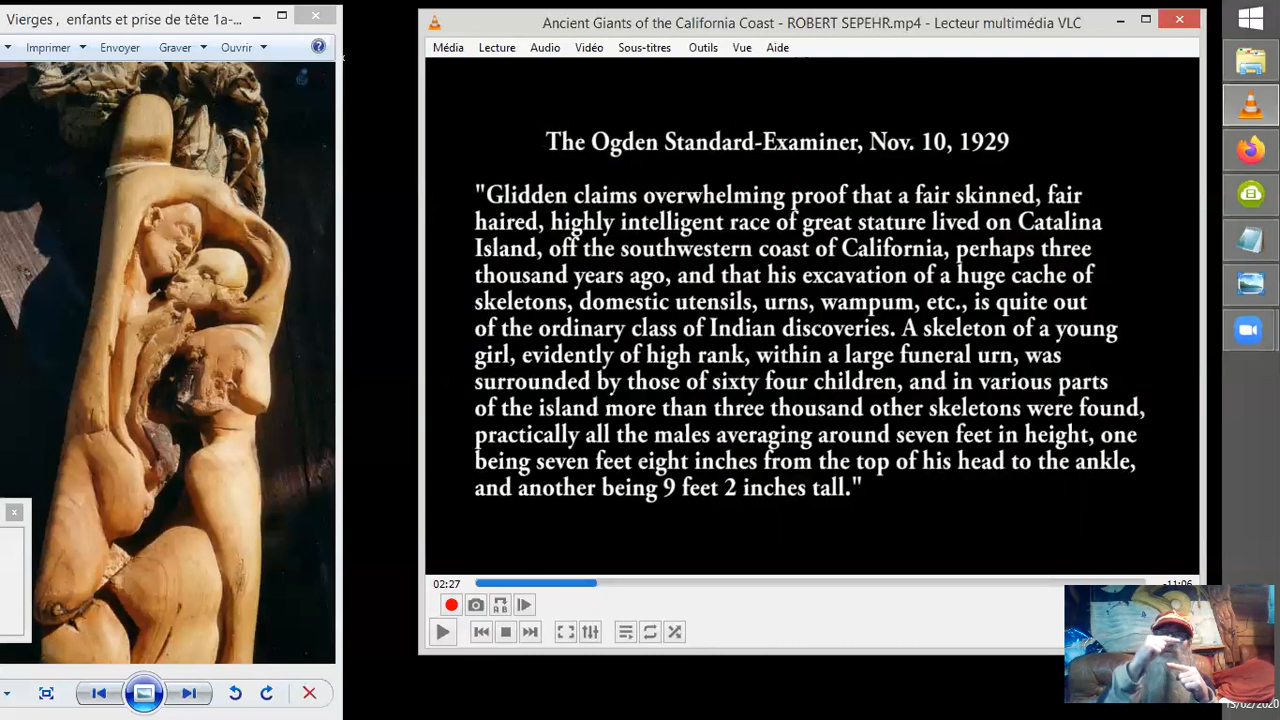 Vierges , enfants et prise de tête 1a-...
Imprimer Envoyer Graver Ouvrir
Ancient Giants of the California Coast - ROBERT SEPEHR.mp4 - Lecteur multimédia VLC
Média Lecture Audio Vidéo Sous-titres Outils Vue Aide
The Ogden Standard-Examiner, Nov. 10, 1929
"Glidden claims overwhelming proof that a fair skinned, fair
haired, highly intelligent race of great stature lived on Catalina
Island, off the southwestern coast of California, perhaps three
thousand years ago, and that his excavation of a huge cache of
skeletons, domestic utensils, urns, wampum, etc., is quite out
of the ordinary class of Indian discoveries. A skeleton of a young
girl, evidently of high rank, within a large funeral urn, was
surrounded by those of sixty four children, and in various parts
of the island more than three thousand other skeletons were found,
practically all the males averaging around seven feet in height, one
being seven feet eight inches from the top of his head to the ankle,
and another being 9 feet 2 inches tall."
02:27
-11:06
A B
13/02/2020